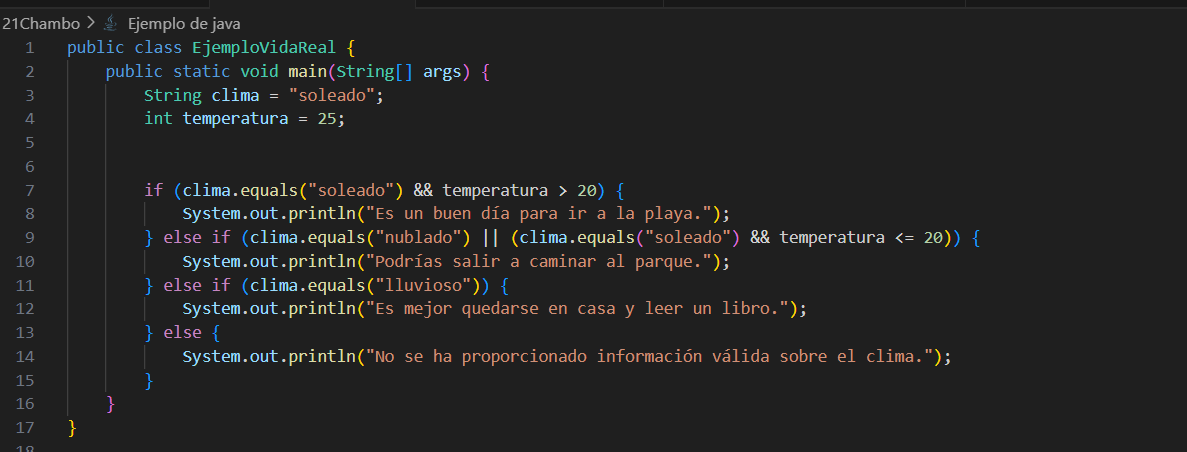 21Chambo > Ejemplo de java
1 public class EjemploVidaReal {
2 public static void main(String[] args) {
3 String clima = "soleado";
4 int temperatura = 25;
5
6
7 if (clima.equals("soleado") && temperatura > 20) {
8 System.out.println("Es un buen día para ir a la playa.");
9 } else if (clima.equals("nublado") || (clima.equals("soleado") && temperatura <= 20)) {
10 System.out.println("Podrías salir a caminar al parque.");
11 } else if (clima.equals("lluvioso")) {
12 System.out.println("Es mejor quedarse en casa y leer un libro.");
13 } else {
14 System.out.println("No se ha proporcionado información válida sobre el clima.");
15 }
16 }
17 }
18